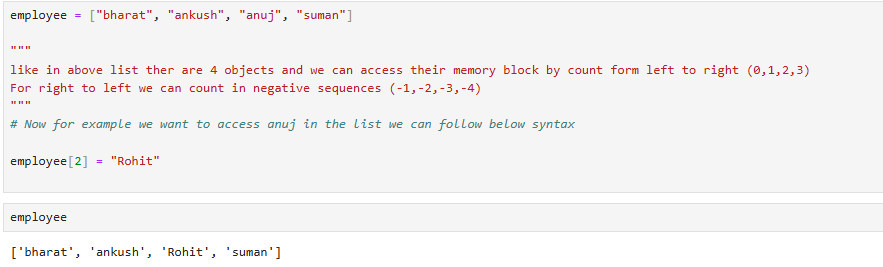 employee = ["bharat", "ankush", "anuj", "suman"]
"""
like in above list ther are 4 objects and we can access their memory block by count form left to right (0,1,2,3)
For right to left we can count in negative sequences (-1,-2,-3,-4)
"""
# Now for example we want to access anuj in the list we can follow below syntax
employee[2] = "Rohit"
employee
['bharat', 'ankush', 'Rohit', 'suman']